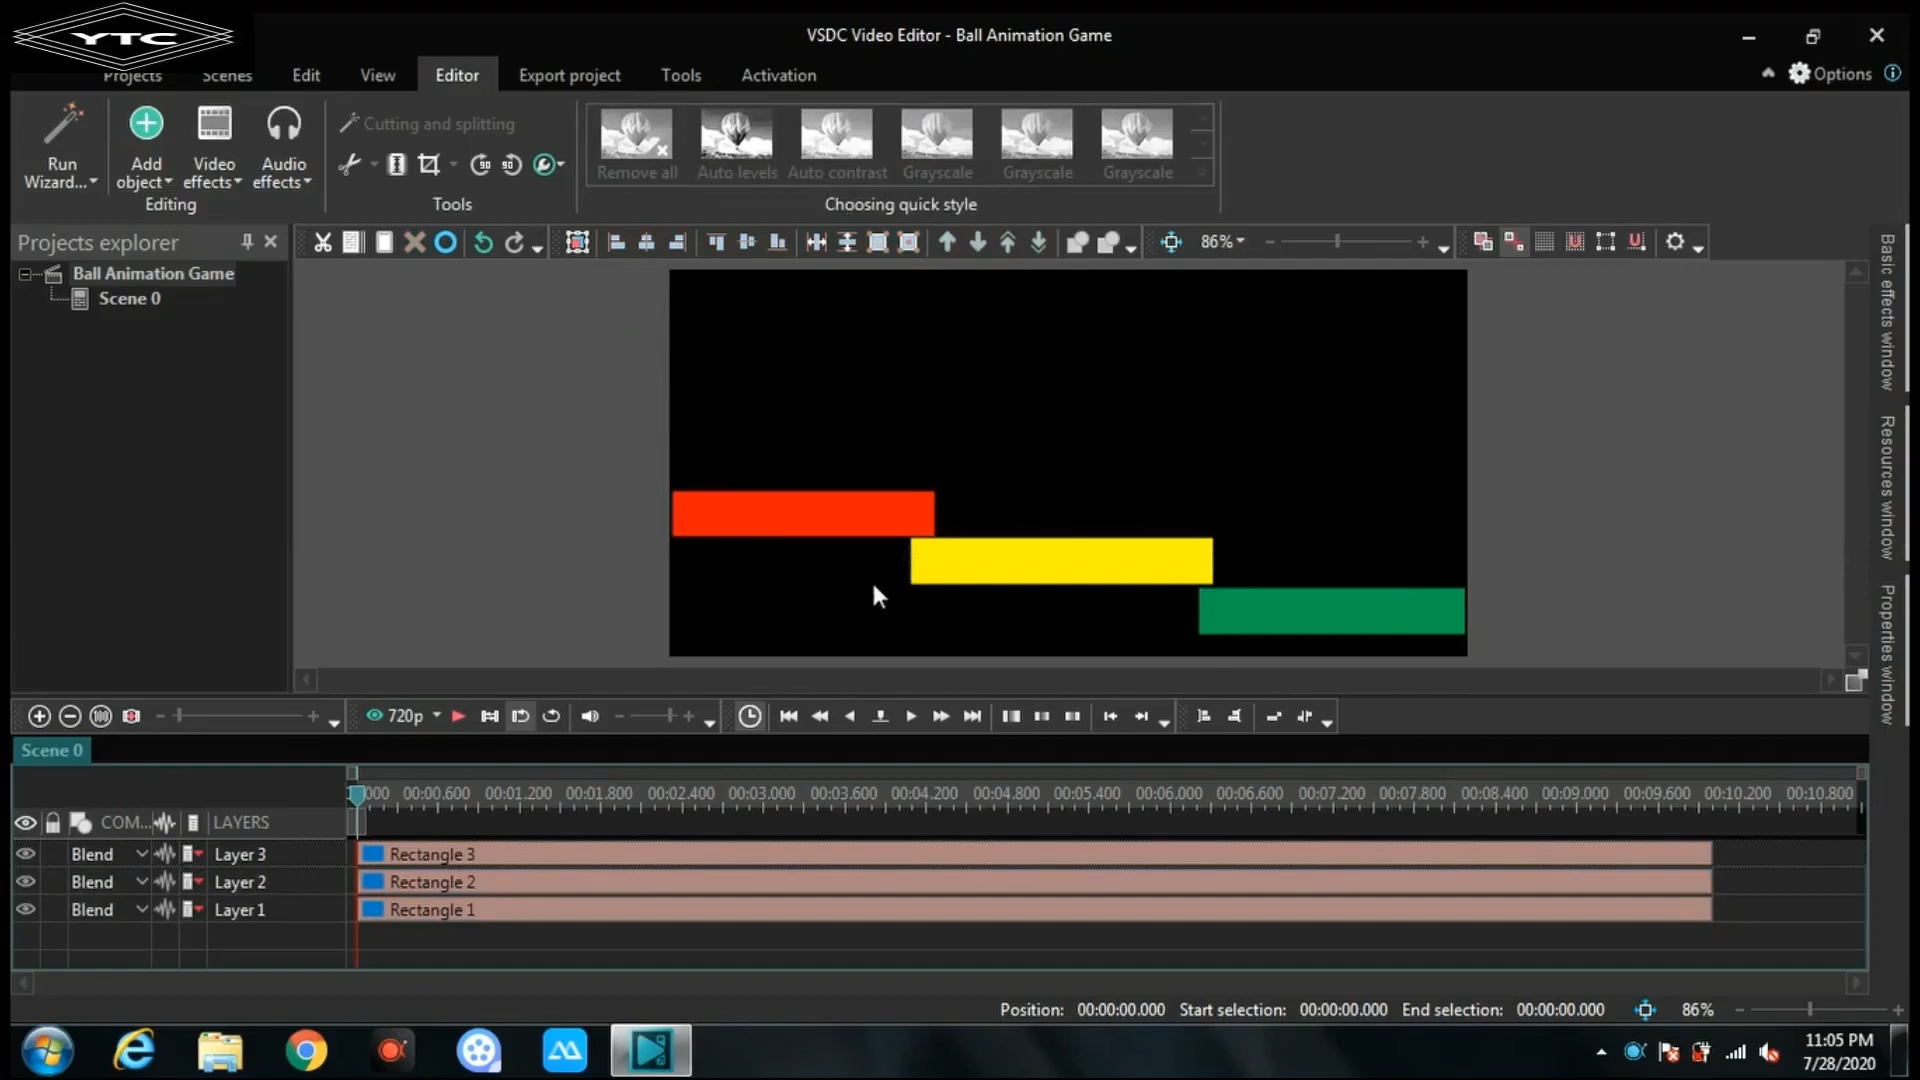 YTC
VSDC Video Editor - Ball Animation Game
Projects Scenes Edit View Editor Export project Tools Activation
Options
Cutting and splitting
Run Wizard... Add object Video effects Audio effects
Remove all Auto levels Auto contrast Grayscale Grayscale Grayscale
Editing Tools Choosing quick style
Projects explorer
86%
Ball Animation Game
Scene 0
Basic effects window
Resources window
Properties window
720p
Scene 0
000 00:00.600 00:01.200 00:01.800 00:02.400 00:03.000 00:03.600 00:04.200 00:04.800 00:05.400 00:06.000 00:06.600 00:07.200 00:07.800 00:08.400 00:09.000 00:09.600 00:10.200 00:10.800
COM... LAYERS
Blend Layer 3 Rectangle 3
Blend Layer 2 Rectangle 2
Blend Layer 1 Rectangle 1
Position: 00:00:00.000 Start selection: 00:00:00.000 End selection: 00:00:00.000 86%
11:05 PM
7/28/2020